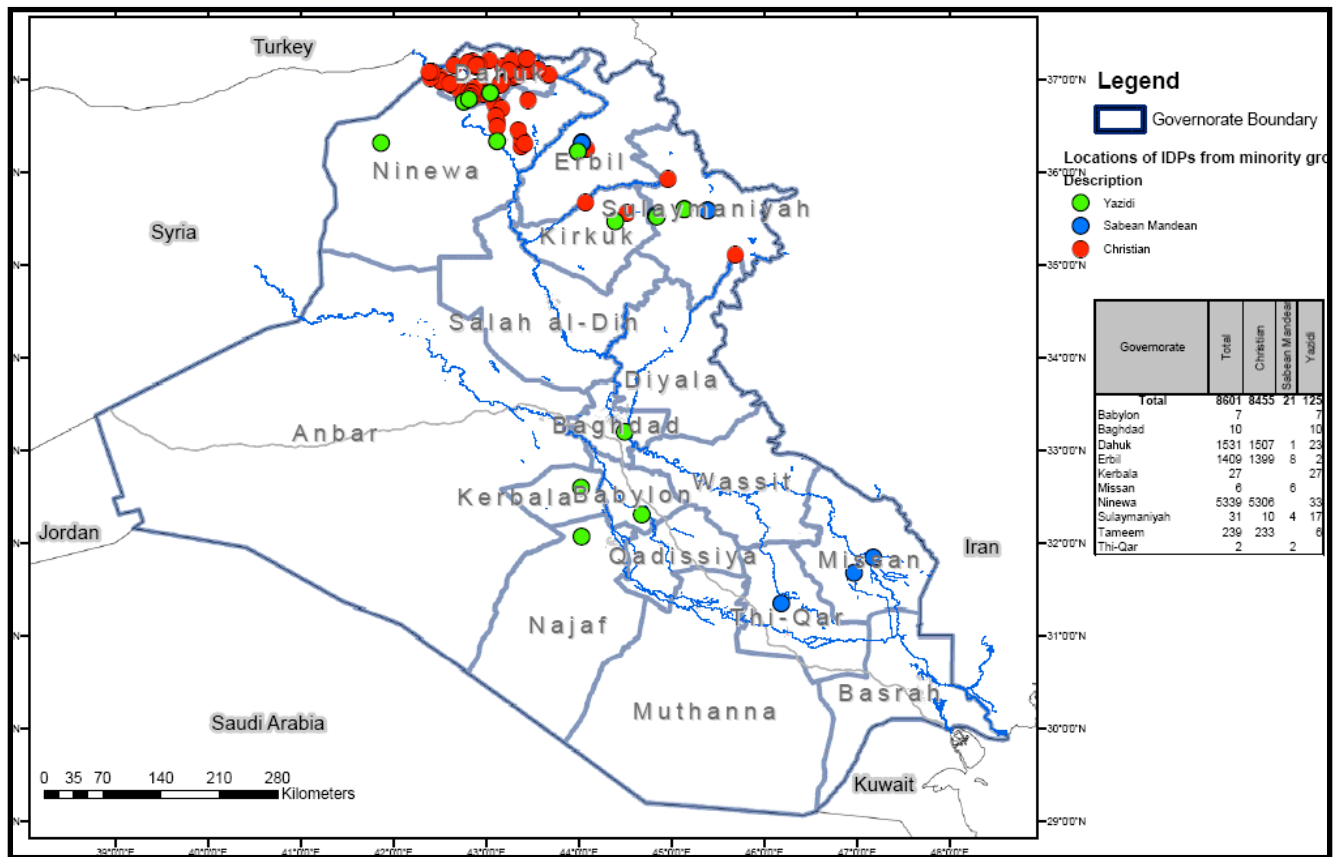 Turkey
Dahuk
Ninewa
Erbil
Sulaymaniyah
Kirkuk
Syria
Salah al-Din
Diyala
Baghdad
Anbar
Wassit
Kerbala
Babylon
Jordan
Iran
Qadissiya
Missan
Thi-Qar
Najaf
Basrah
Muthanna
Saudi Arabia
Kuwait
0 35 70 140 210 280
Kilometers
37°0'0"N
36°0'0"N
35°0'0"N
34°0'0"N
33°0'0"N
32°0'0"N
31°0'0"N
30°0'0"N
29°0'0"N
39°0'0"E 40°0'0"E 41°0'0"E 42°0'0"E 43°0'0"E 44°0'0"E 45°0'0"E 46°0'0"E 47°0'0"E 48°0'0"E
Legend
Governorate Boundary
Locations of IDPs from minority gro
Description
Yazidi
Sabean Mandean
Christian
Governorate Total Christian Sabean Mandean Yazidi
Total 8601 8455 21 125
Babylon 7 7
Baghdad 10 10
Dahuk 1531 1507 1 23
Erbil 1409 1399 8 2
Kerbala 27 27
Missan 6 6
Ninewa 5339 5306 33
Sulaymaniyah 31 10 4 17
Tameem 239 233 6
Thi-Qar 2 2